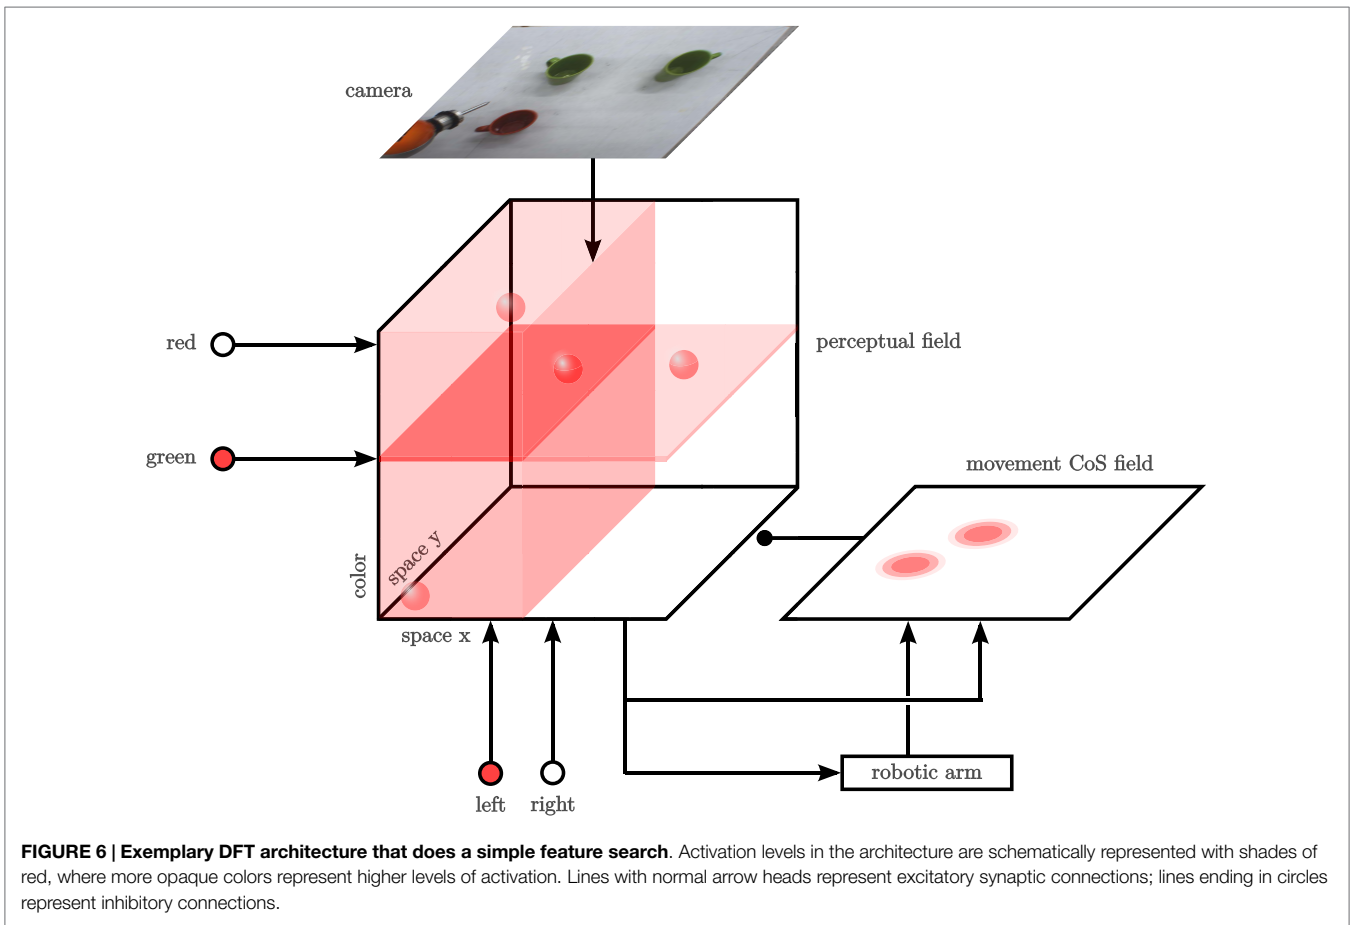 camera
red
perceptual field
green
movement CoS field
color
space y
space x
robotic arm
left
right
FIGURE 6 | Exemplary DFT architecture that does a simple feature search. Activation levels in the architecture are schematically represented with shades of
red, where more opaque colors represent higher levels of activation. Lines with normal arrow heads represent excitatory synaptic connections; lines ending in circles
represent inhibitory connections.